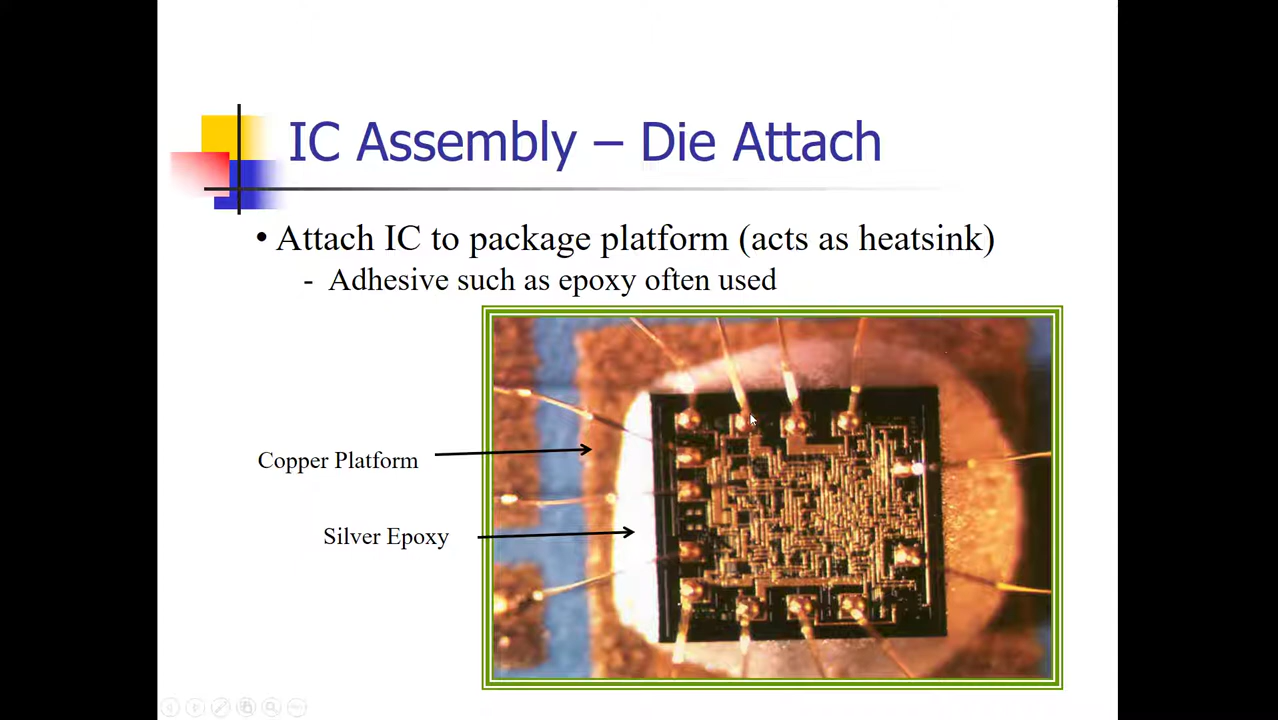 IC Assembly – Die Attach
• Attach IC to package platform (acts as heatsink)
- Adhesive such as epoxy often used
Copper Platform
Silver Epoxy